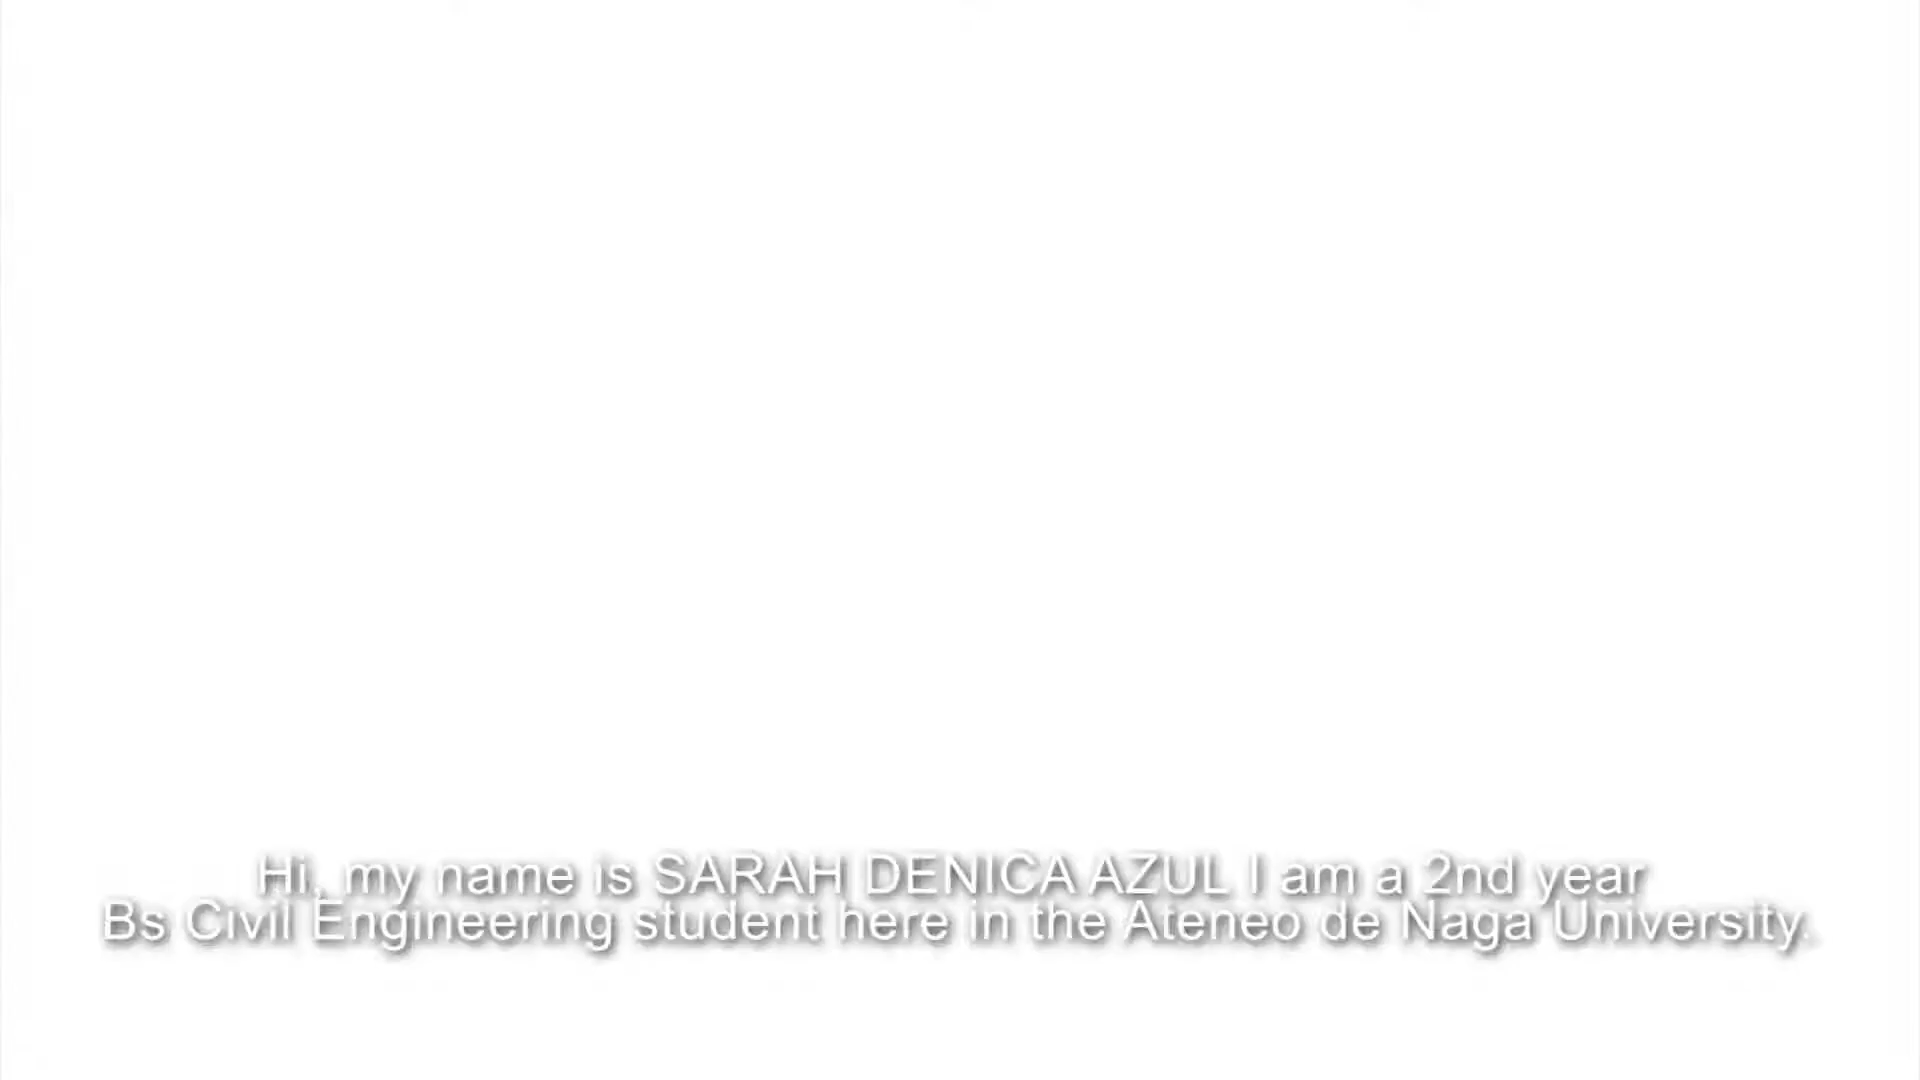 Hi, my name is SARAH DENICA AZUL I am a 2nd year
Bs Civil Engineering student here in the Ateneo de Naga University.